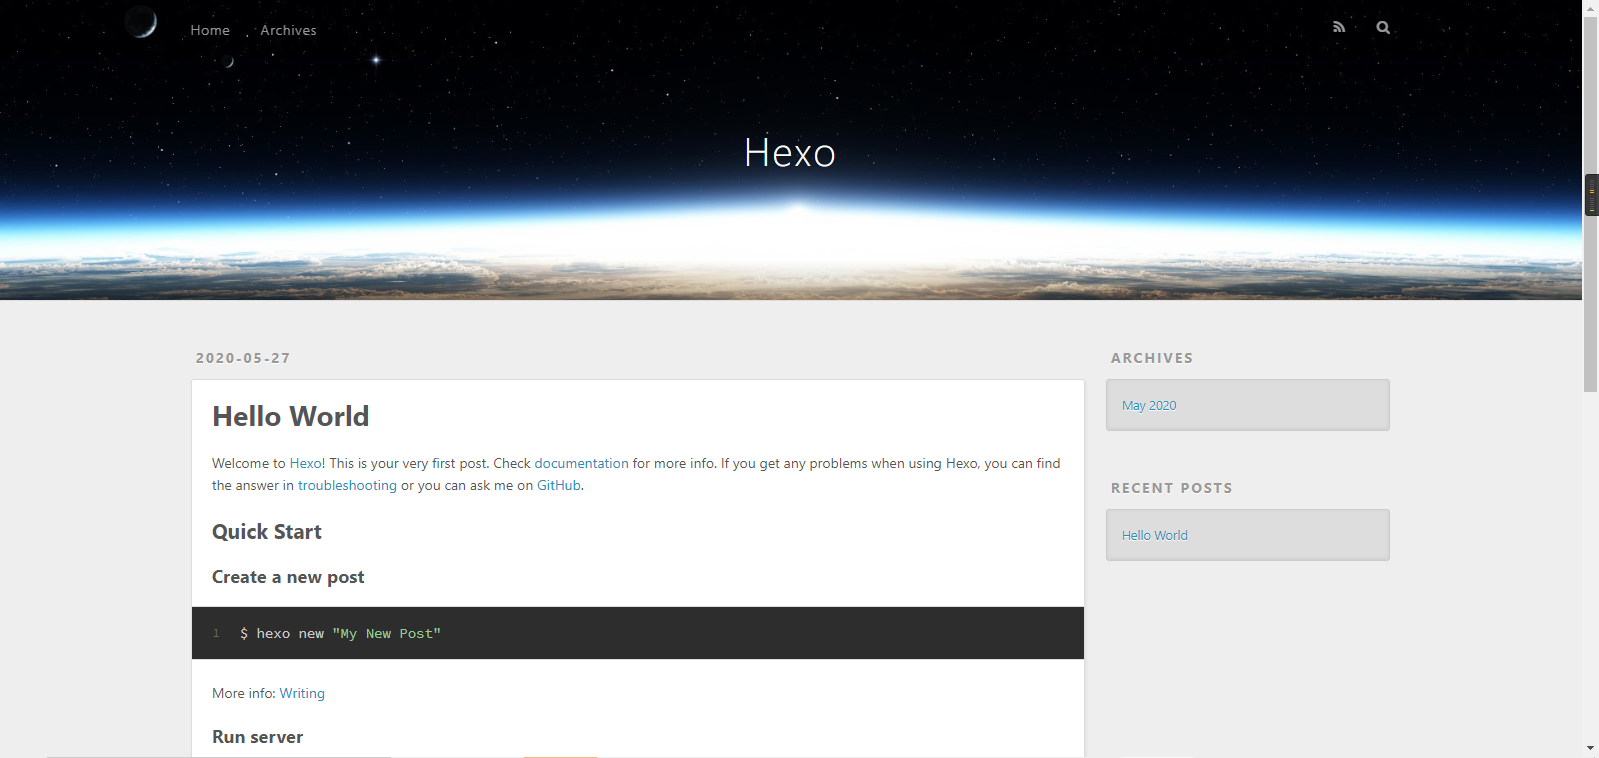 Home
Archives
Hexo
2020-05-27
Hello World
Welcome to Hexo! This is your very first post. Check documentation for more info. If you get any problems when using Hexo, you can find
the answer in troubleshooting or you can ask me on GitHub.
Quick Start
Create a new post
1 $ hexo new "My New Post"
More info: Writing
Run server
ARCHIVES
May 2020
RECENT POSTS
Hello World